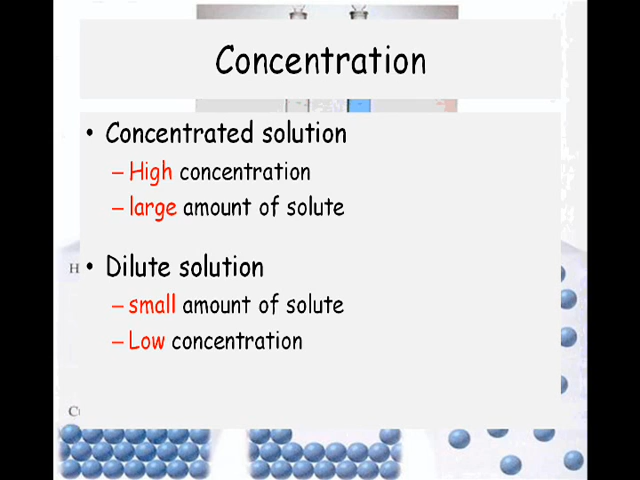 Concentration
• Concentrated solution
– High concentration
– large amount of solute
• Dilute solution
– small amount of solute
– Low concentration